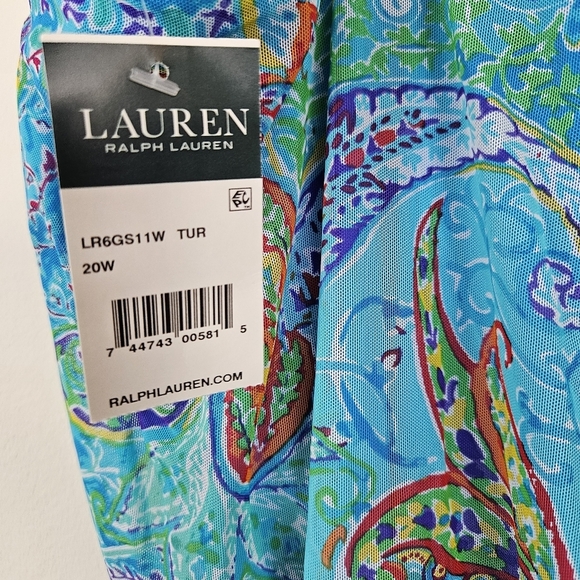 LAUREN
RALPH LAUREN
LR6GS11W TUR
20W
7 44743 00581 5
RALPHLAUREN.COM